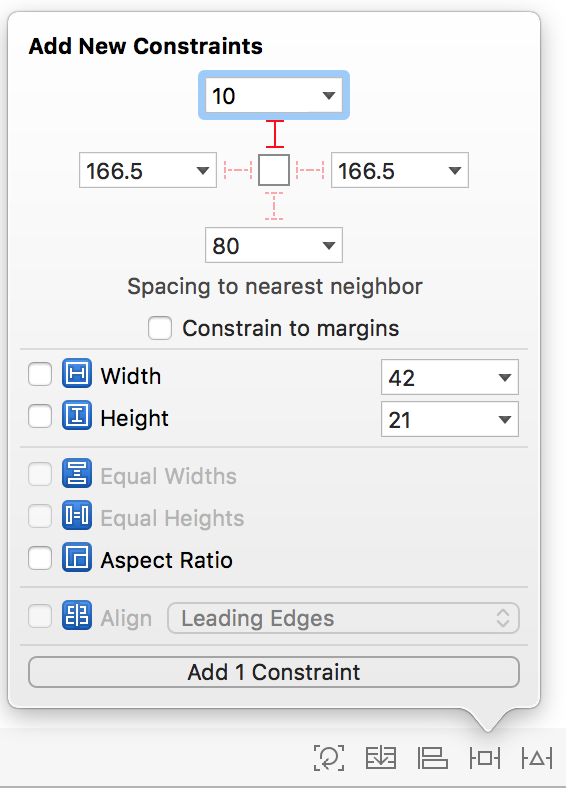 Add New Constraints
10
166.5 166.5
80
Spacing to nearest neighbor
Constrain to margins
Width 42
Height 21
Equal Widths
Equal Heights
Aspect Ratio
Align Leading Edges
Add 1 Constraint